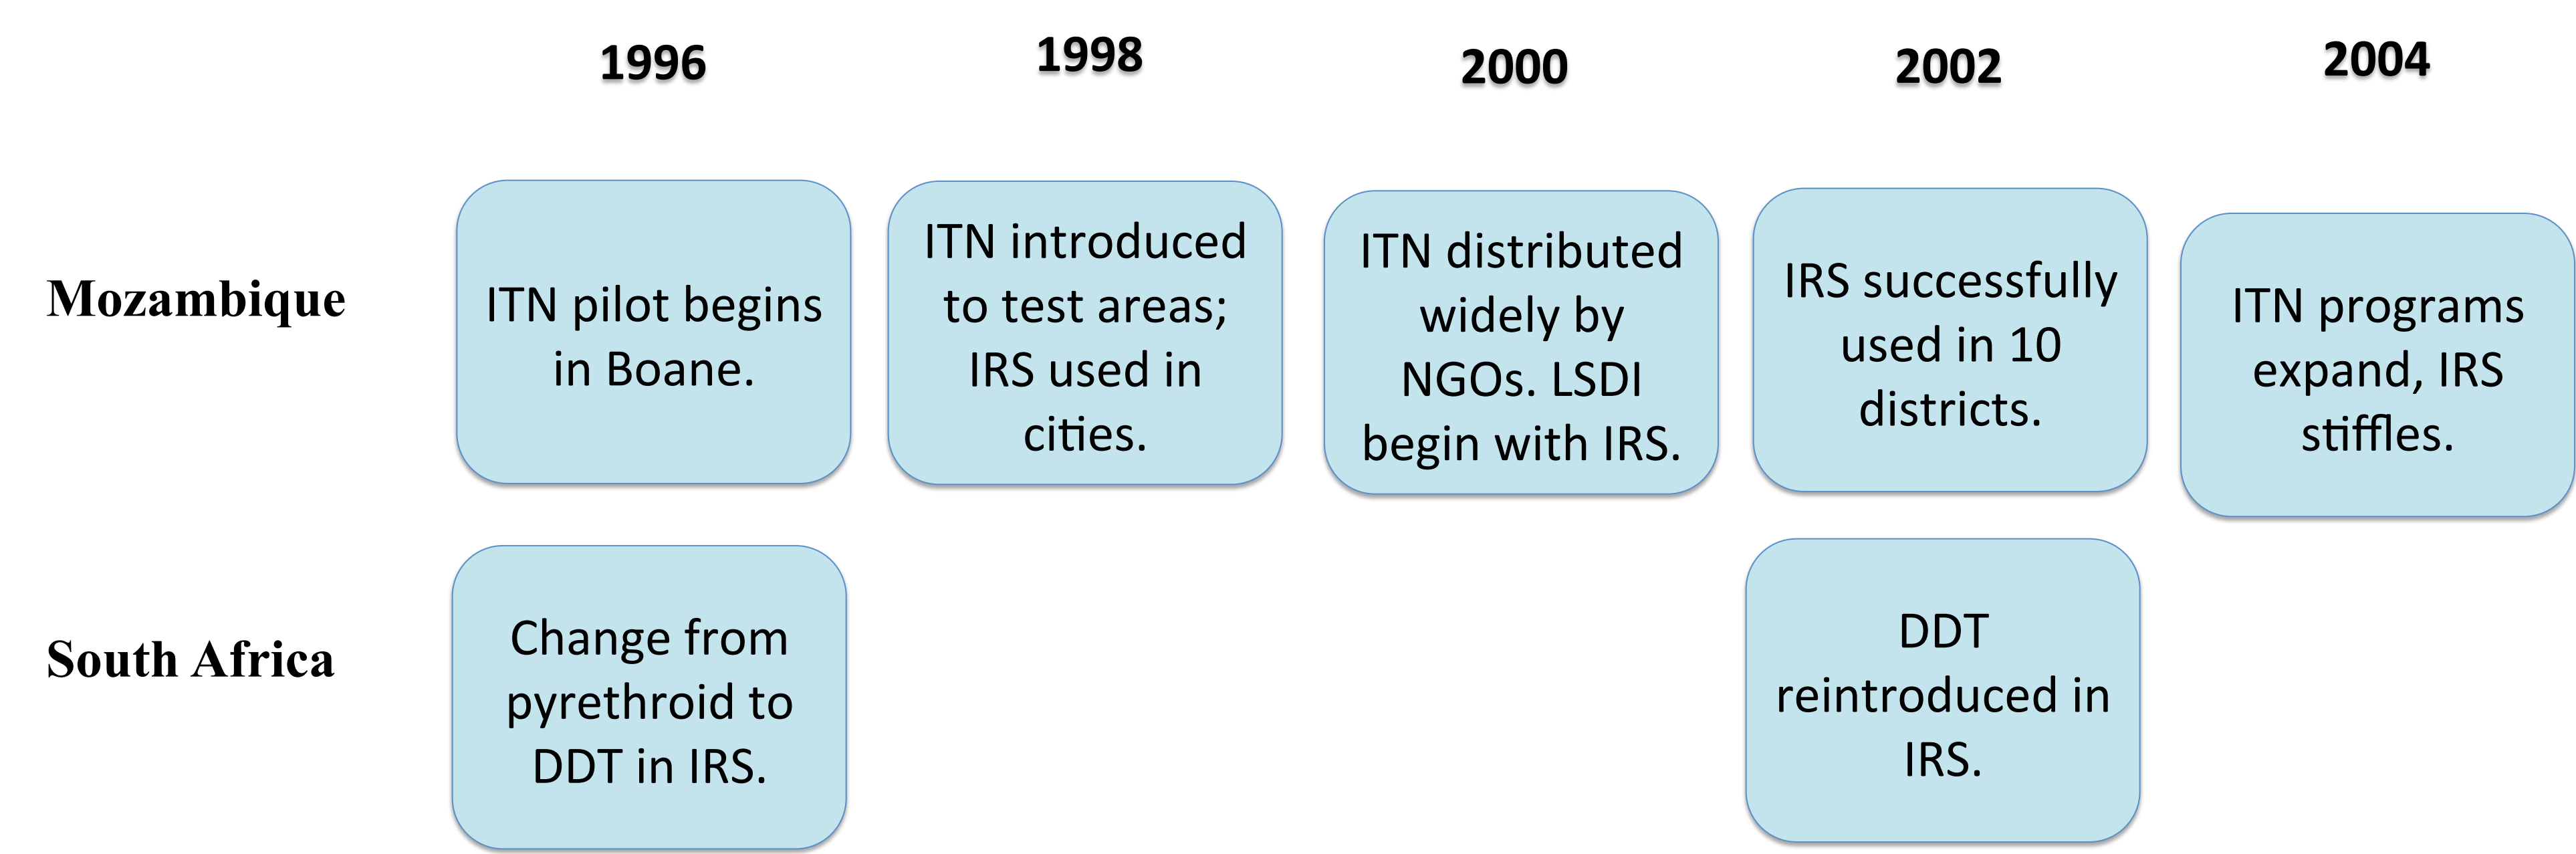 1996
1998
2000
2002
2004
Mozambique
ITN pilot begins
in Boane.
ITN introduced
to test areas;
IRS used in
cities.
ITN distributed
widely by
NGOs. LSDI
begin with IRS.
IRS successfully
used in 10
districts.
ITN programs
expand, IRS
stiffles.
South Africa
Change from
pyrethroid to
DDT in IRS.
DDT
reintroduced in
IRS.